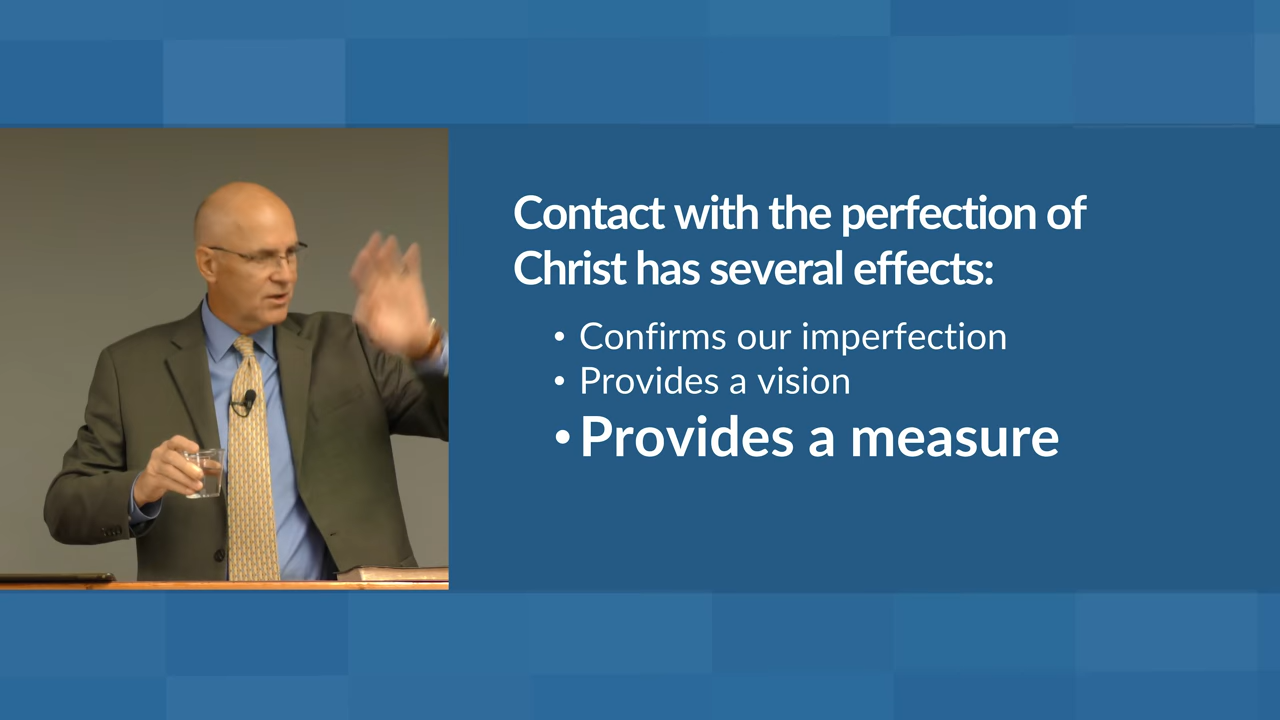 Contact with the perfection of
Christ has several effects:
• Confirms our imperfection
• Provides a vision
• Provides a measure